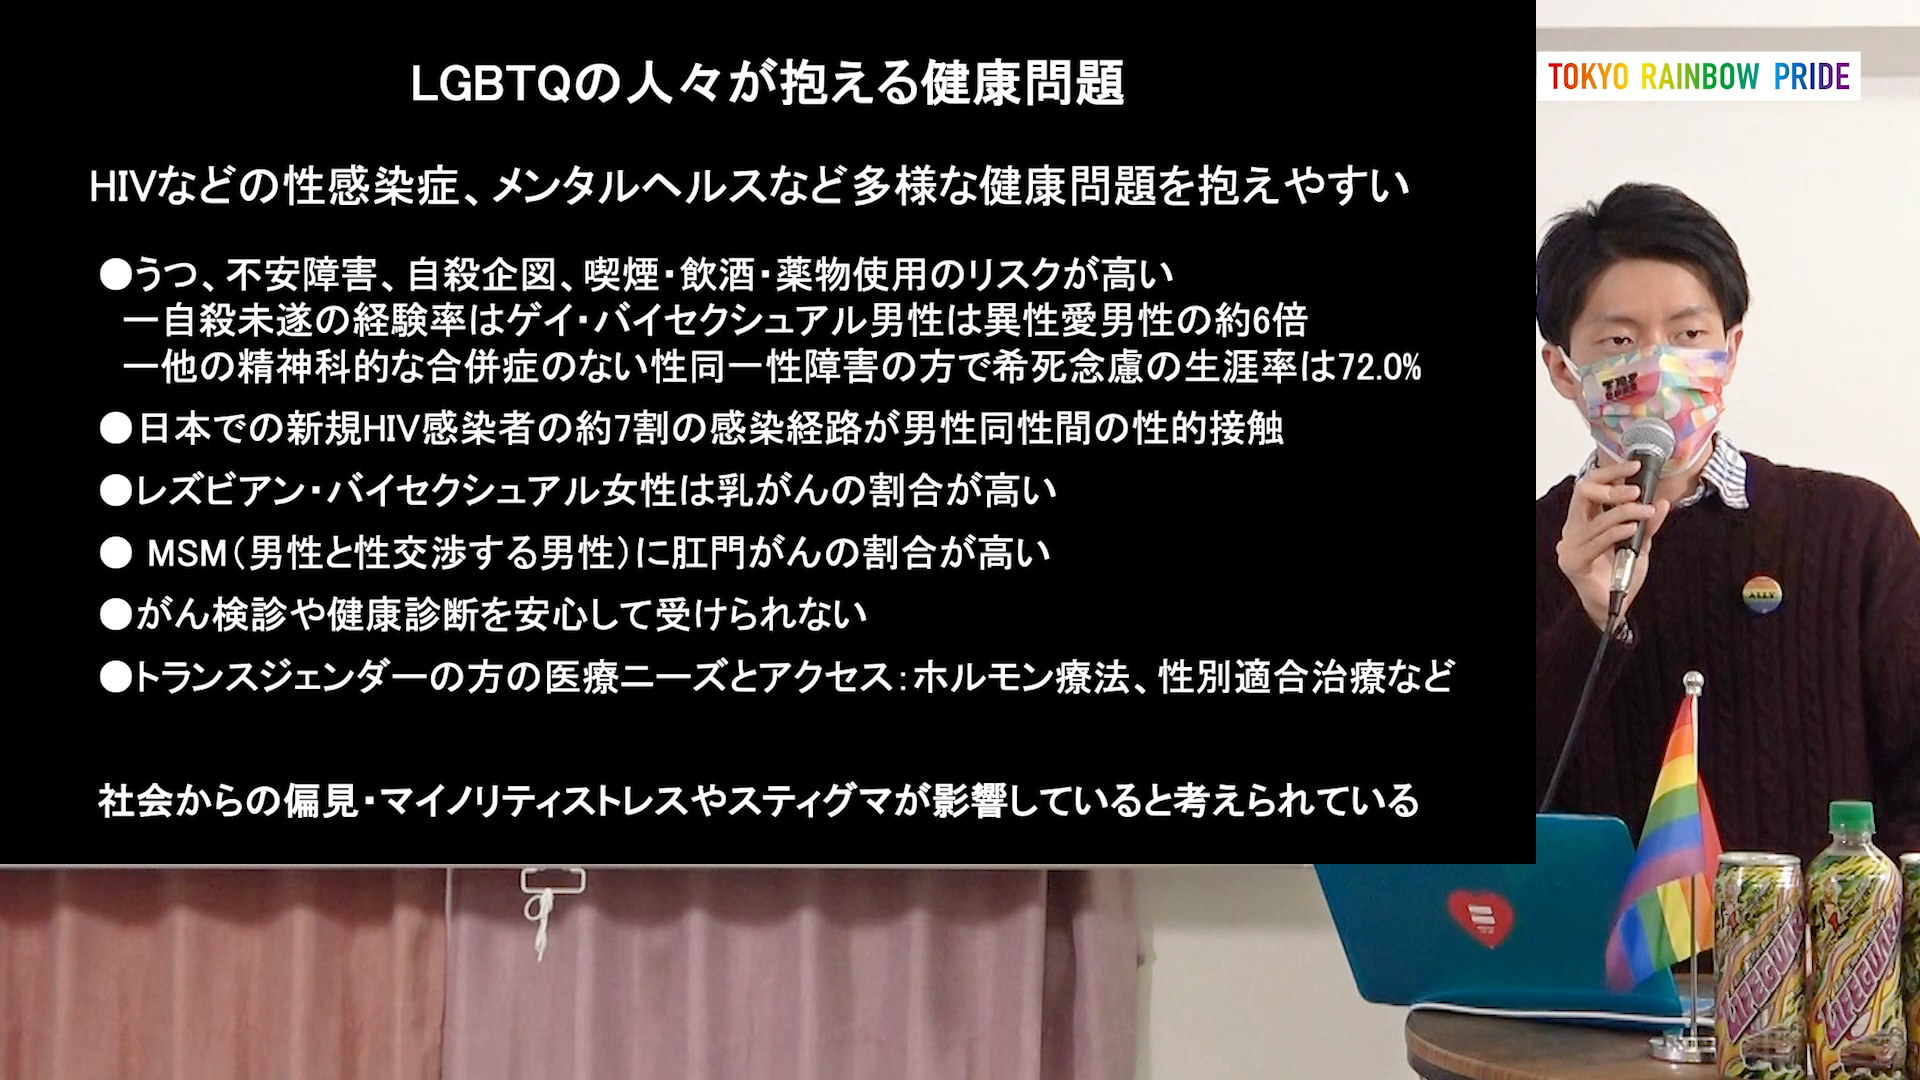 LGBTQの人々が抱える健康問題
TOKYO RAINBOW PRIDE
HIVなどの性感染症、メンタルヘルスなど多様な健康問題を抱えやすい
●うつ、不安障害、自殺企図、喫煙・飲酒・薬物使用のリスクが高い
ー自殺未遂の経験率はゲイ・バイセクシュアル男性は異性愛男性の約6倍
ー他の精神科的な合併症のない性同一性障害の方で希死念慮の生涯率は72.0%
●日本での新規HIV感染者の約7割の感染経路が男性同性間の性的接触
●レズビアン・バイセクシュアル女性は乳がんの割合が高い
● MSM（男性と性交渉する男性）に肛門がんの割合が高い
●がん検診や健康診断を安心して受けられない
●トランスジェンダーの方の医療ニーズとアクセス：ホルモン療法、性別適合治療など
社会からの偏見・マイノリティストレスやスティグマが影響していると考えられている
ALLY
LIFEGUARD
LIFEGUARD